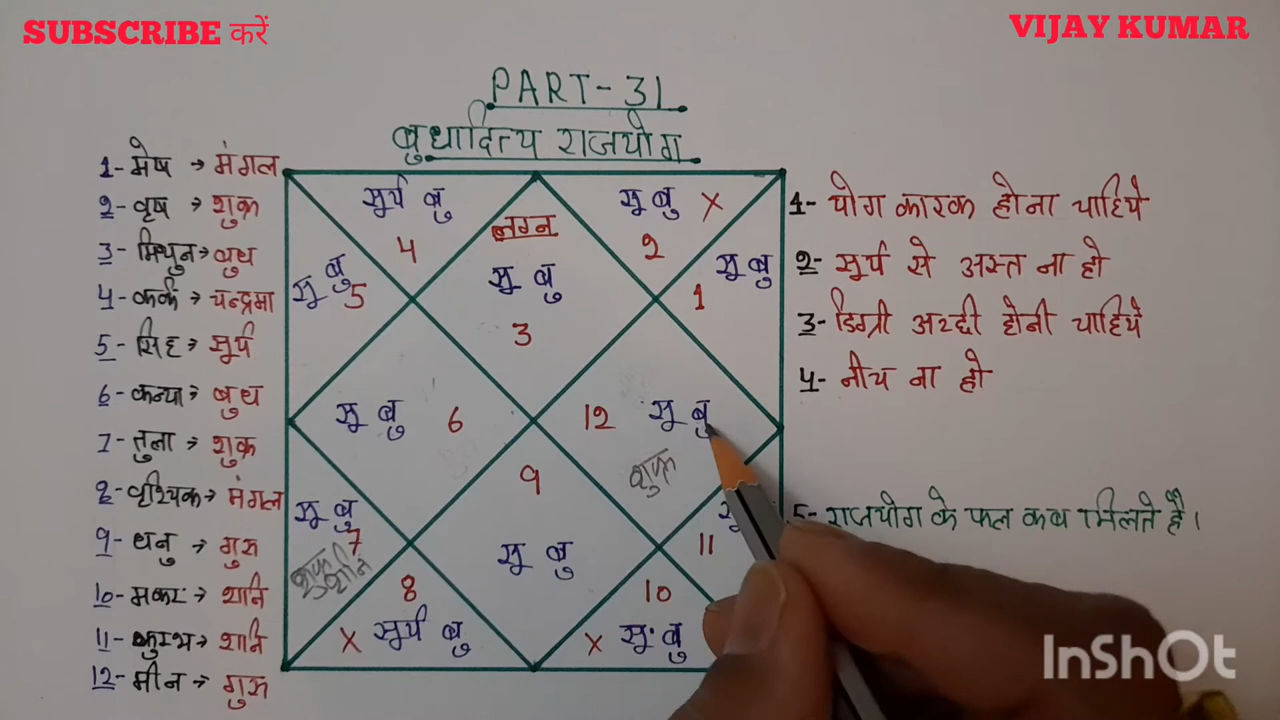 SUBSCRIBE करें
VIJAY KUMAR
PART-31
बुधादित्य राजयोग
1- मेष → मंगल
2- वृष → शुक्र
3- मिथुन → बुध
4- कर्क → चन्द्रमा
5- सिंह → सूर्य
6- कन्या → बुध
7- तुला → शुक्र
8- वृश्चिक → मंगल
9- धनु → गुरु
10- मकर → शनि
11- कुम्भ → शनि
12- मीन → गुरु
सूर्य बु
4
लग्न
सू बु
3
सू बु X
2
सू बु
5
सू बु
1
सू बु 6
12 सू बु
शुक्र
9
सू बु
सू बु
7
शुक्र शनि
8
X सूर्य बु
10
X सू. बु
सू
11
1- योग कारक होना चाहिये
2- सूर्य से अस्त ना हो
3- डिग्री अच्छी होनी चाहिये
4- नीच ना हो
5- राजयोग के फल कब मिलते है।
InShOt